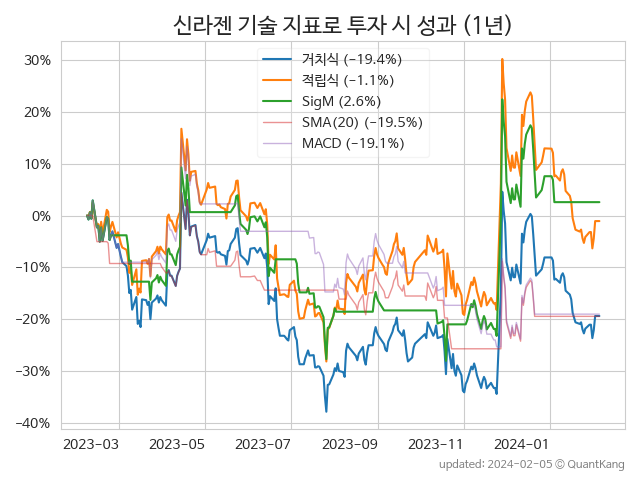 신라젠 기술 지표로 투자 시 성과 (1년)
거치식 (−19.4%)
적립식 (−1.1%)
SigM (2.6%)
SMA(20) (−19.5%)
MACD (−19.1%)
30%
20%
10%
0%
−10%
−20%
−30%
−40%
2023-03 2023-05 2023-07 2023-09 2023-11 2024-01
updated: 2024-02-05 © QuantKang